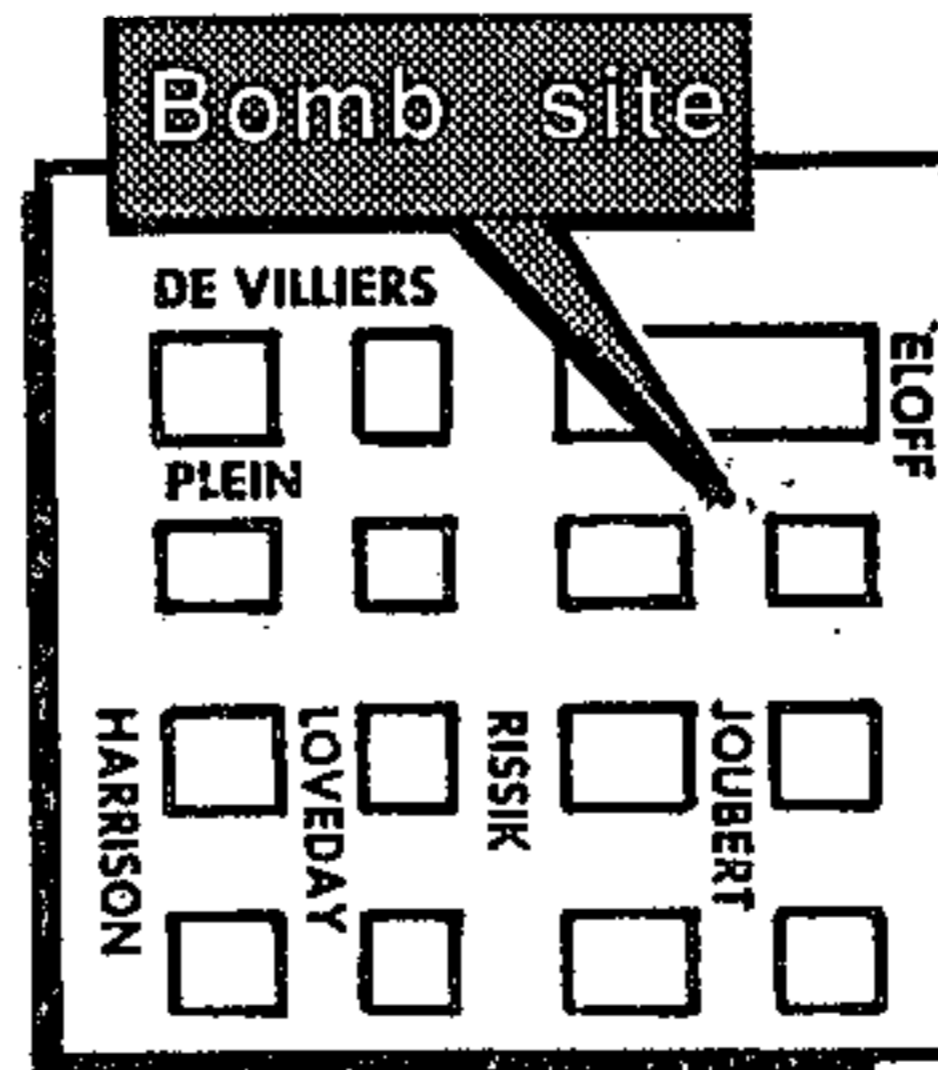 Bomb site
DE VILLIERS
ELOFF
PLEIN
HARRISON
LOVEDAY
RISSIK
JOUBERT